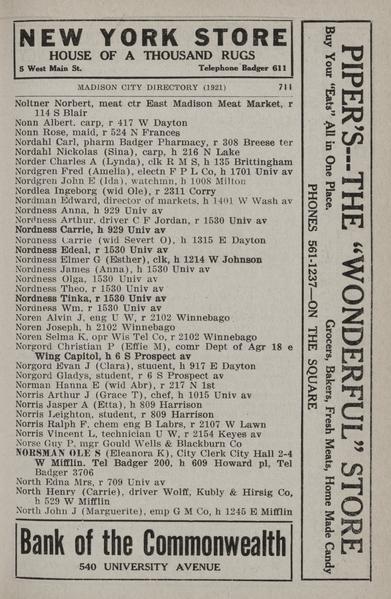 NEW YORK STORE
HOUSE OF A THOUSAND RUGS
5 West Main St. Telephone Badger 611
MADISON CITY DIRECTORY (1921) 711
Noltner Norbert, meat ctr East Madison Meat Market, r
114 S Blair
Nonn Albert, carp, r 417 W Dayton
Nonn Rose, maid, r 524 N Frances
Nordahl Carl, pharm Badger Pharmacy, r 308 Breese ter
Nordahl Nickolas (Sina), carp, h 216 N Lake
Norder Charles A (Lynda), clk R M S, h 135 Brittingham
Nordgren Fred (Amelia), electn F P L Co, h 1701 Univ av
Nordgren John E (Ida), watchmn, h 1008 Milton
Nordlea Ingeborg (wid Ole), r 2311 Corry
Nordman Edward, director of markets, h 1401 W Wash av
Nordness Anna, h 929 Univ av
Nordness Arthur, driver C F Jordan, r 1530 Univ av
Nordness Carrie, h 929 Univ av
Nordness Carrie (wid Severt O), h 1315 E Dayton
Nordness Edeal, r 1530 Univ av
Nordness Elmer G (Esther), clk, h 1214 W Johnson
Nordness James (Anna), h 1530 Univ av
Nordness Olga, 1530 Univ av
Nordness Theo, r 1530 Univ av
Nordness Tinka, r 1530 Univ av
Nordness Wm, r 1530 Univ av
Noren Alvin J, eng U W, r 2102 Winnebago
Noren Joseph, h 2102 Winnebago
Noren Selma K, opr Wis Tel Co, r 2102 Winnebago
Norgord Christian P (Effie M), comr Dept of Agr 18 e
Wing Capitol, h 6 S Prospect av
Norgord Evan J (Clara), student, h 917 E Dayton
Norgord Gladys, student, r 6 S Prospect av
Norman Hanna E (wid Abr), r 217 N 1st
Norris Arthur J (Grace T), chef, h 1015 Univ av
Norris Jasper A (Etta), h 809 Harrison
Norris Leighton, student, r 809 Harrison
Norris Ralph F, chem eng B Labrs, r 2107 W Lawn
Norris Vincent L, technician U W, r 2154 Keyes av
Norse Guy P, mgr Gould Wells & Blackburn Co
NORSMAN OLE S (Eleanora K), City Clerk City Hall 2-4
W Mifflin. Tel Badger 200, h 609 Howard pl, Tel
Badger 3706
North Edna Mrs, r 709 Univ av
North Henry (Carrie), driver Wolff, Kubly & Hirsig Co,
h 529 W Mifflin
North John J (Marguerite), emp G M Co, h 1245 E Mifflin
Bank of the Commonwealth
540 UNIVERSITY AVENUE
PIPER'S---THE "WONDERFUL" STORE
Buy Your "Eats" All in One Place. Grocers, Bakers, Fresh Meats, Home Made Candy
PHONES 561-1237—ON THE SQUARE